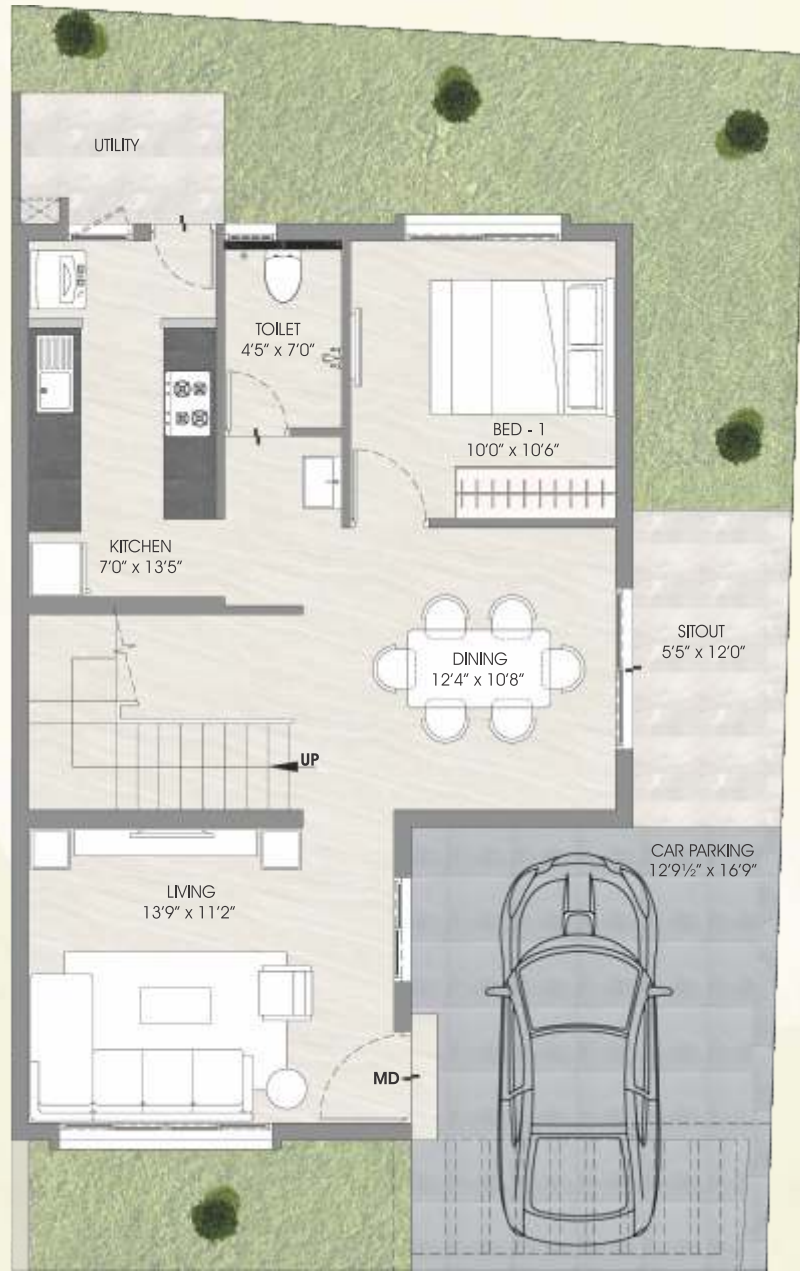 UTILITY
TOILET
4'5" x 7'0"
BED - 1
10'0" x 10'6"
KITCHEN
7'0" x 13'5"
SITOUT
5'5" x 12'0"
DINING
12'4" x 10'8"
UP
CAR PARKING
12'9½" x 16'9"
LIVING
13'9" x 11'2"
MD